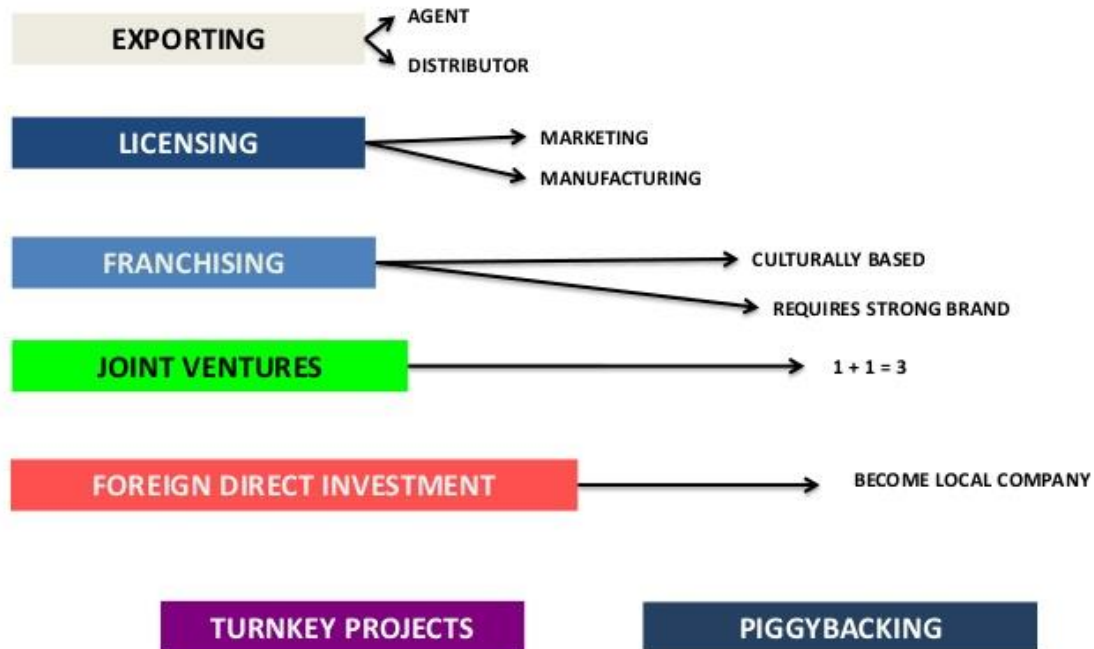 EXPORTING
AGENT
DISTRIBUTOR
LICENSING
MARKETING
MANUFACTURING
FRANCHISING
CULTURALLY BASED
REQUIRES STRONG BRAND
JOINT VENTURES
1 + 1 = 3
FOREIGN DIRECT INVESTMENT
BECOME LOCAL COMPANY
TURNKEY PROJECTS
PIGGYBACKING